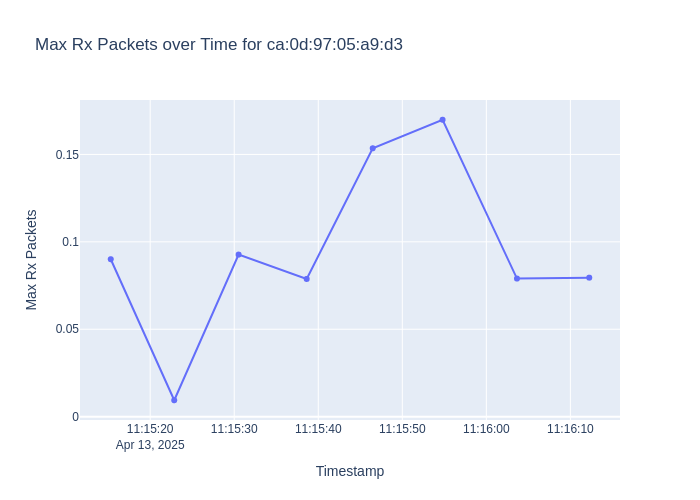 Max Rx Packets over Time for ca:0d:97:05:a9:d3
Max Rx Packets
0.15
0.1
0.05
0
11:15:20
Apr 13, 2025
11:15:30
11:15:40
11:15:50
11:16:00
11:16:10
Timestamp